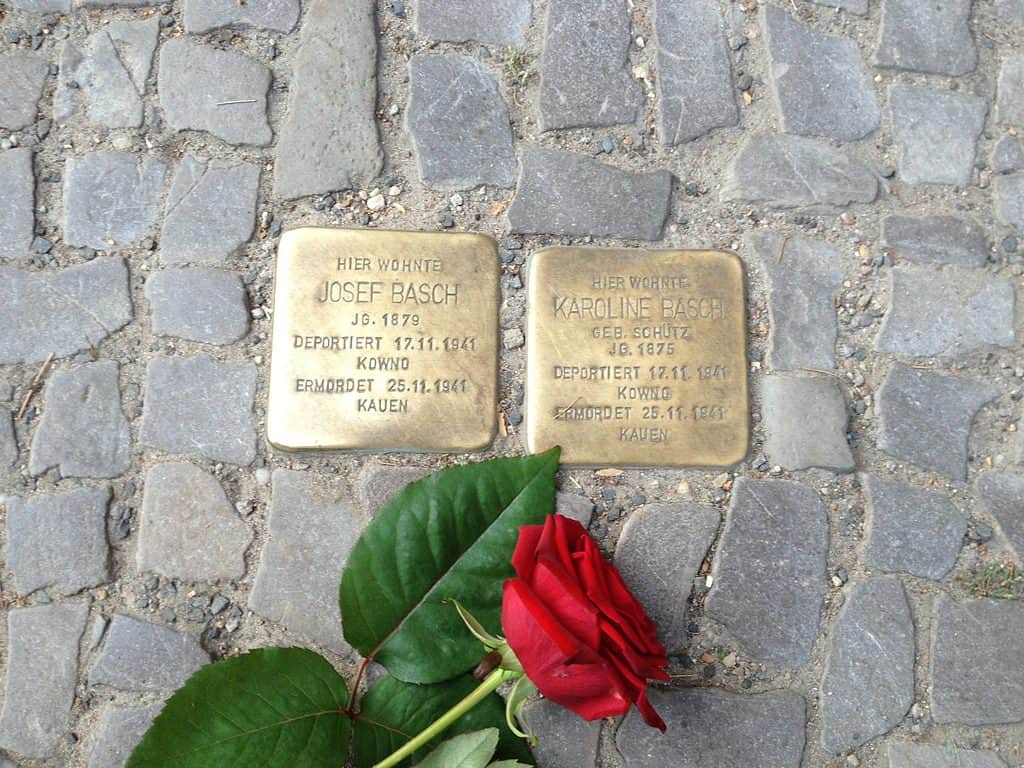 HIER WOHNTE
JOSEF BASCH
JG. 1879
DEPORTIERT 17.11.1941
KOWNO
ERMORDET 25.11.1941
KAUEN
HIER WOHNTE
KAROLINE BASCH
GEB. SCHÜTZ
JG. 1875
DEPORTIERT 17.11.1941
KOWNO
ERMORDET 25.11.1941
KAUEN